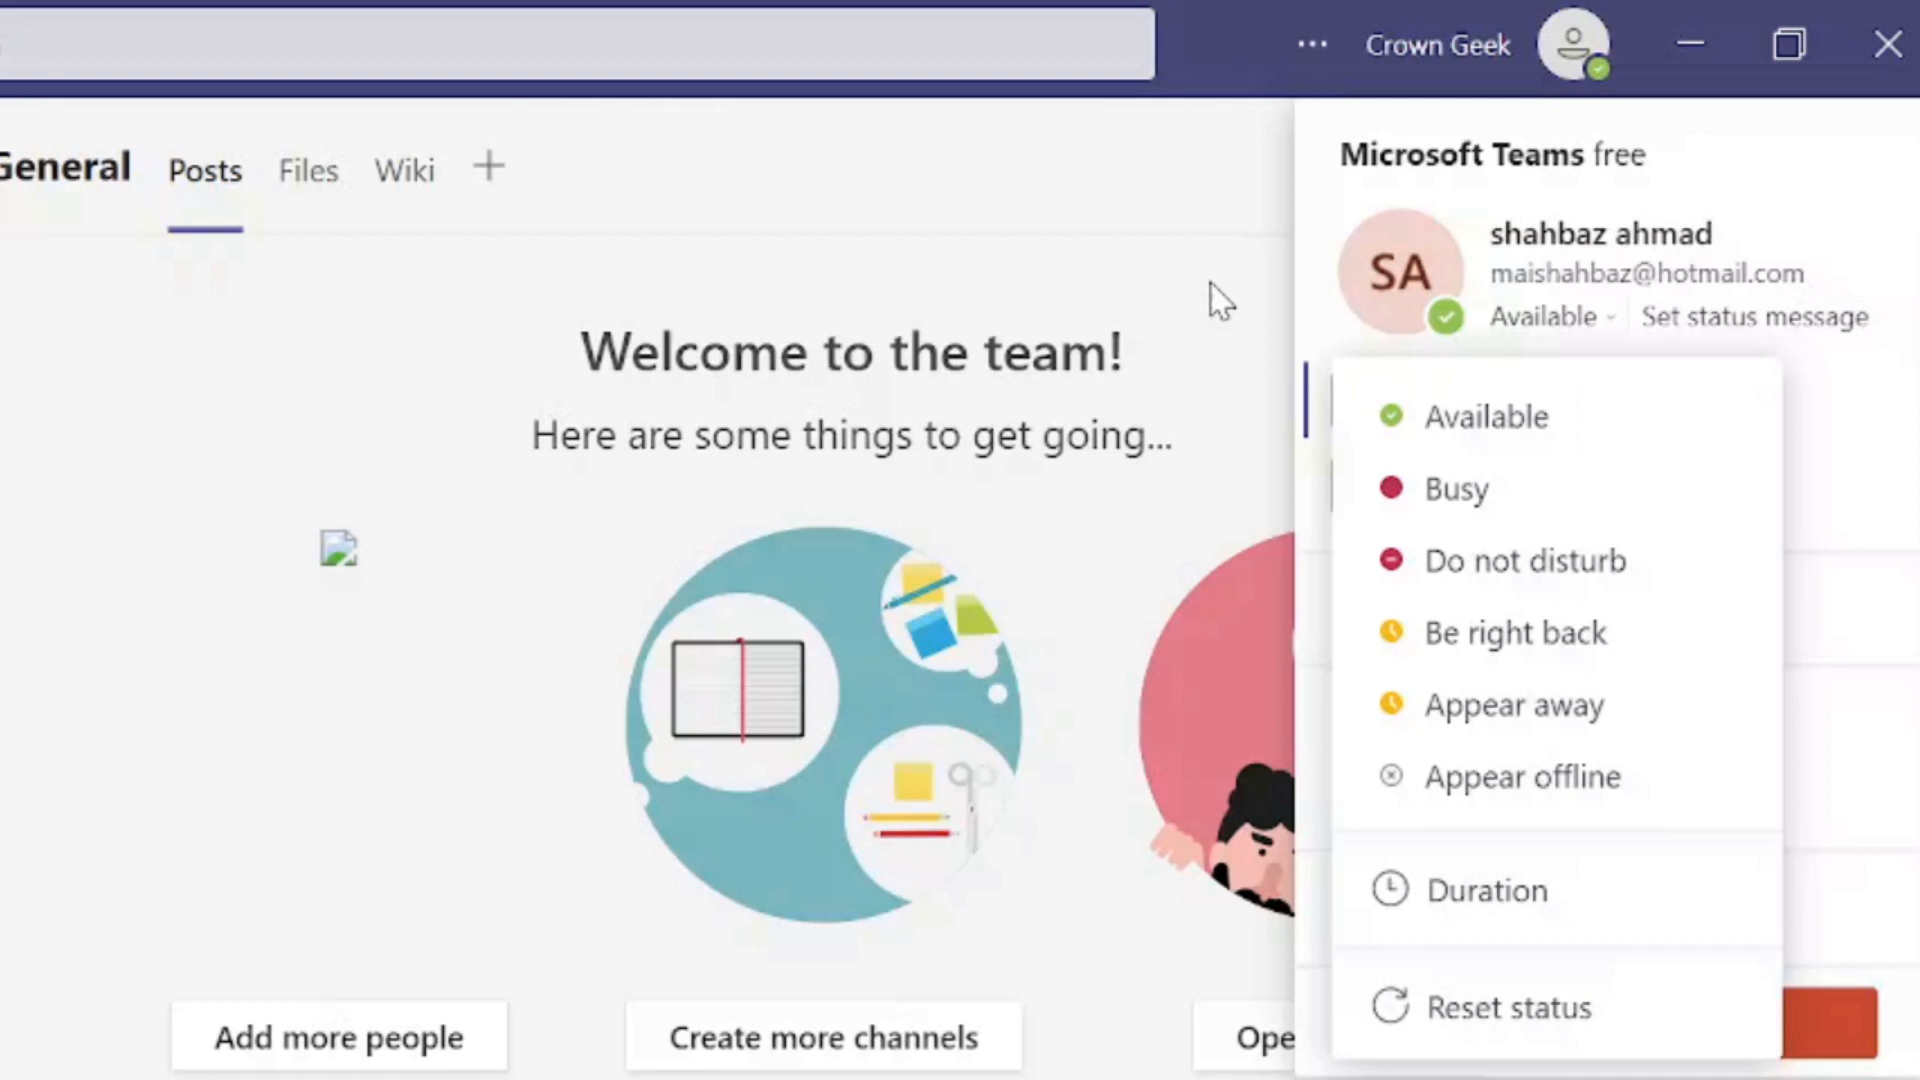 Crown Geek
General Posts Files Wiki
Microsoft Teams free
SA
shahbaz ahmad
maishahbaz@hotmail.com
Available Set status message
Welcome to the team!
Here are some things to get going...
Available
Busy
Do not disturb
Be right back
Appear away
Appear offline
Duration
Reset status
Add more people
Create more channels
Ope